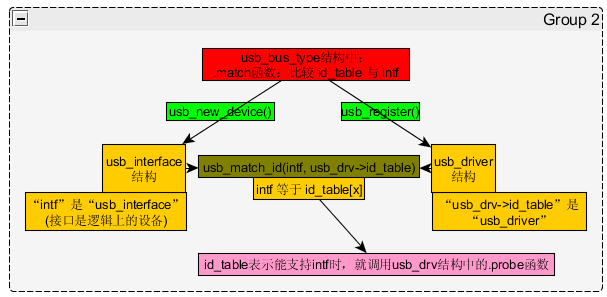 Group 2
usb_bus_type结构中：
.match函数：比较 id_table 与 intf
usb_new_device()
usb_register()
usb_interface
结构
usb_match_id(intf, usb_drv->id_table)
usb_driver
结构
intf 等于 id_table[x]
“intf”是“usb_interface”
(接口是逻辑上的设备)
“usb_drv->id_table”是
“usb_driver”
id_table表示能支持intf时，就调用usb_drv结构中的.probe函数